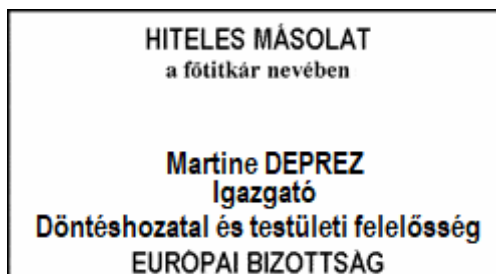 HITELES MÁSOLAT
a főtitkár nevében
Martine DEPREZ
Igazgató
Döntéshozatal és testületi felelősség
EURÓPAI BIZOTTSÁG